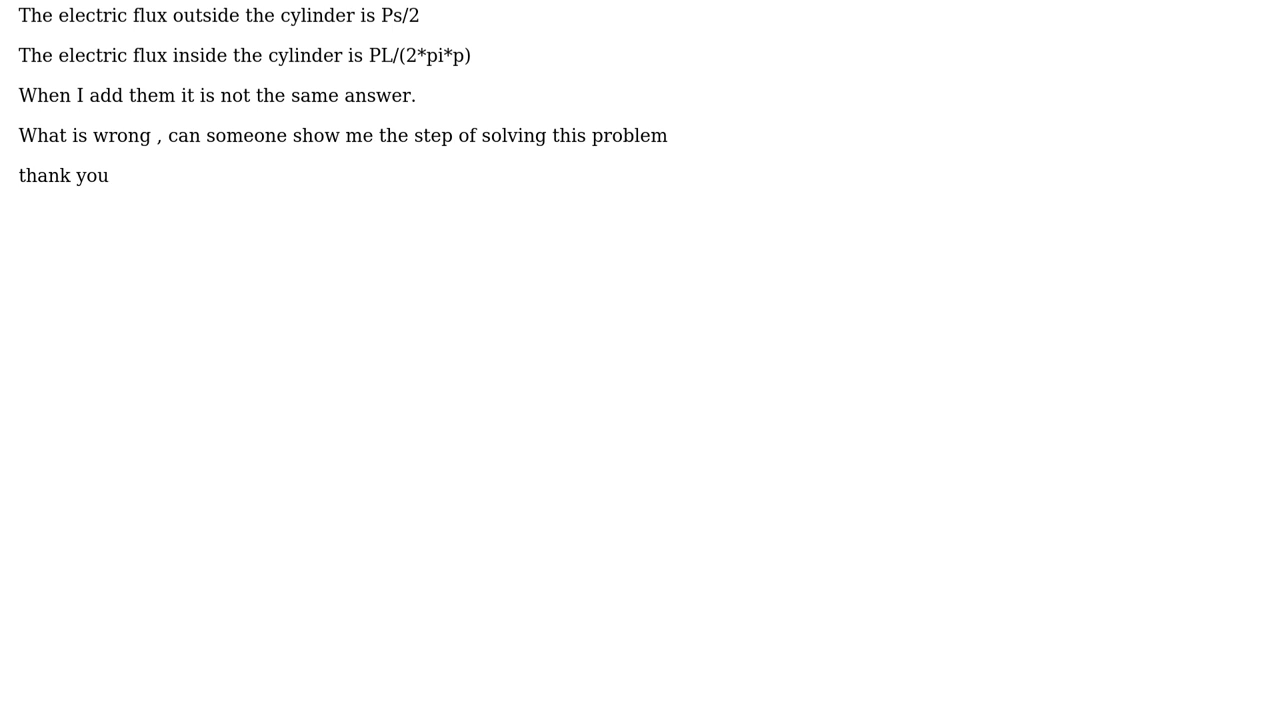 The electric flux outside the cylinder is Ps/2
The electric flux inside the cylinder is PL/(2*pi*p)
When I add them it is not the same answer.
What is wrong , can someone show me the step of solving this problem
thank you